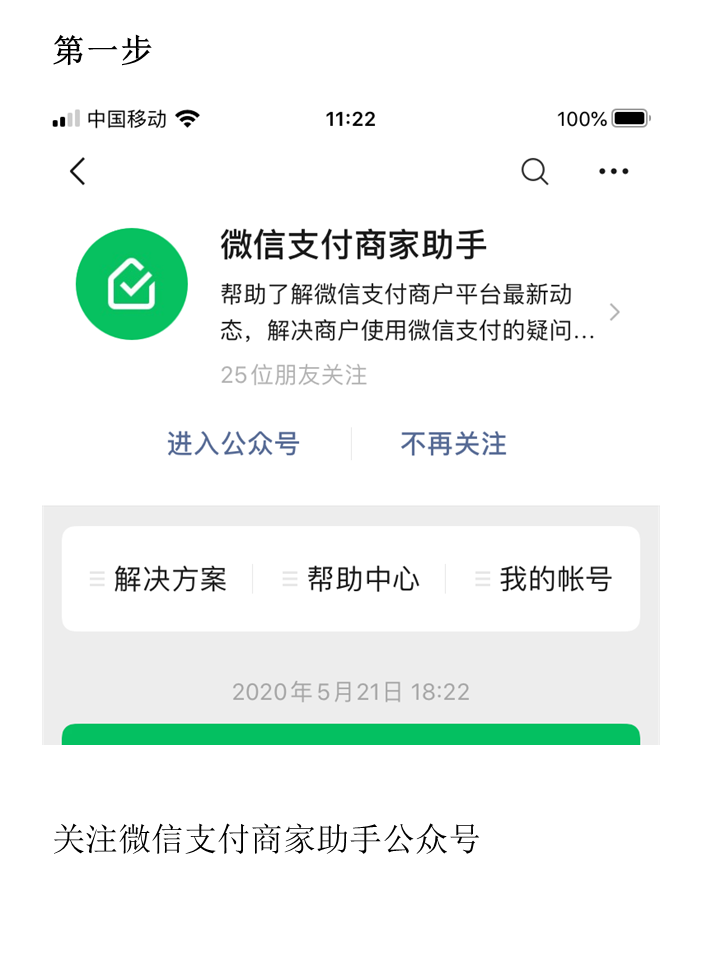 第一步
中国移动 11:22 100%
微信支付商家助手
帮助了解微信支付商户平台最新动
态，解决商户使用微信支付的疑问...
25位朋友关注
进入公众号 不再关注
解决方案 帮助中心 我的帐号
2020年5月21日 18:22
关注微信支付商家助手公众号